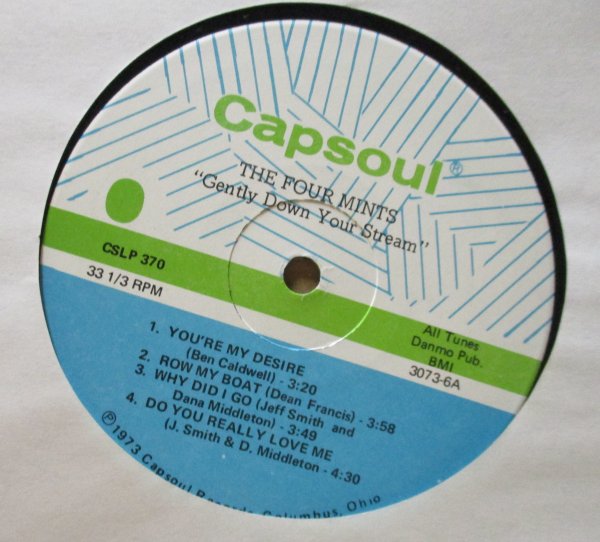 Capsoul®
THE FOUR MINTS
"Gently Down Your Stream"
CSLP 370
33 1/3 RPM
All Tunes
Danmo Pub.
BMI
3073-6A
1. YOU'RE MY DESIRE
(Ben Caldwell) - 3:20
2. ROW MY BOAT (Dean Francis) - 3:58
3. WHY DID I GO (Jeff Smith and
Dana Middleton) - 3:49
4. DO YOU REALLY LOVE ME
(J. Smith & D. Middleton - 4:30
℗ 1973 Capsoul Records Columbus, Ohio